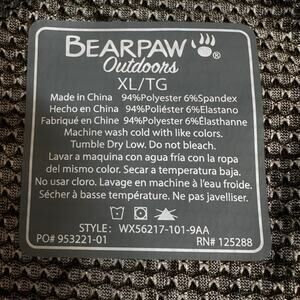 BEARPAW ®
Outdoors
XL/TG
Made in China 94%Polyester 6%Spandex
Hecho en China 94%Poliéster 6%Elastano
Fabriqué en Chine 94%Polyester 6%Élasthanne
Machine wash cold with like colors.
Tumble Dry Low. Do not bleach.
Lavar a maquina con agua fría con la ropa
del mismo color. Secar a temperatura baja.
No usar cloro. Lavage en machine à l'eau froide.
Sécher à basse température. Ne pas javelliser.
STYLE: WX56217-101-9AA
PO# 953221-01 RN# 125288